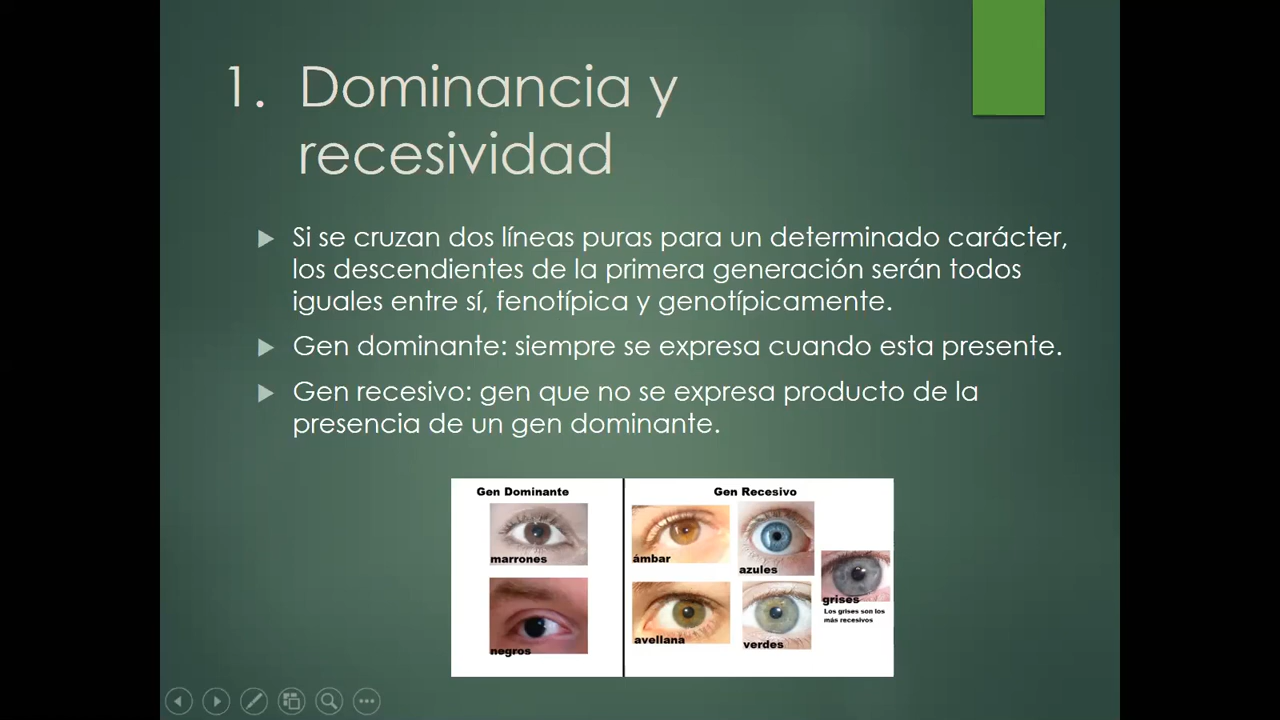 1. Dominancia y
recesividad
Si se cruzan dos líneas puras para un determinado carácter,
los descendientes de la primera generación serán todos
iguales entre sí, fenotípica y genotípicamente.
Gen dominante: siempre se expresa cuando esta presente.
Gen recesivo: gen que no se expresa producto de la
presencia de un gen dominante.
Gen Dominante
marrones
negros
Gen Recesivo
ámbar
azules
avellana
verdes
grises
Los grises son los
más recesivos